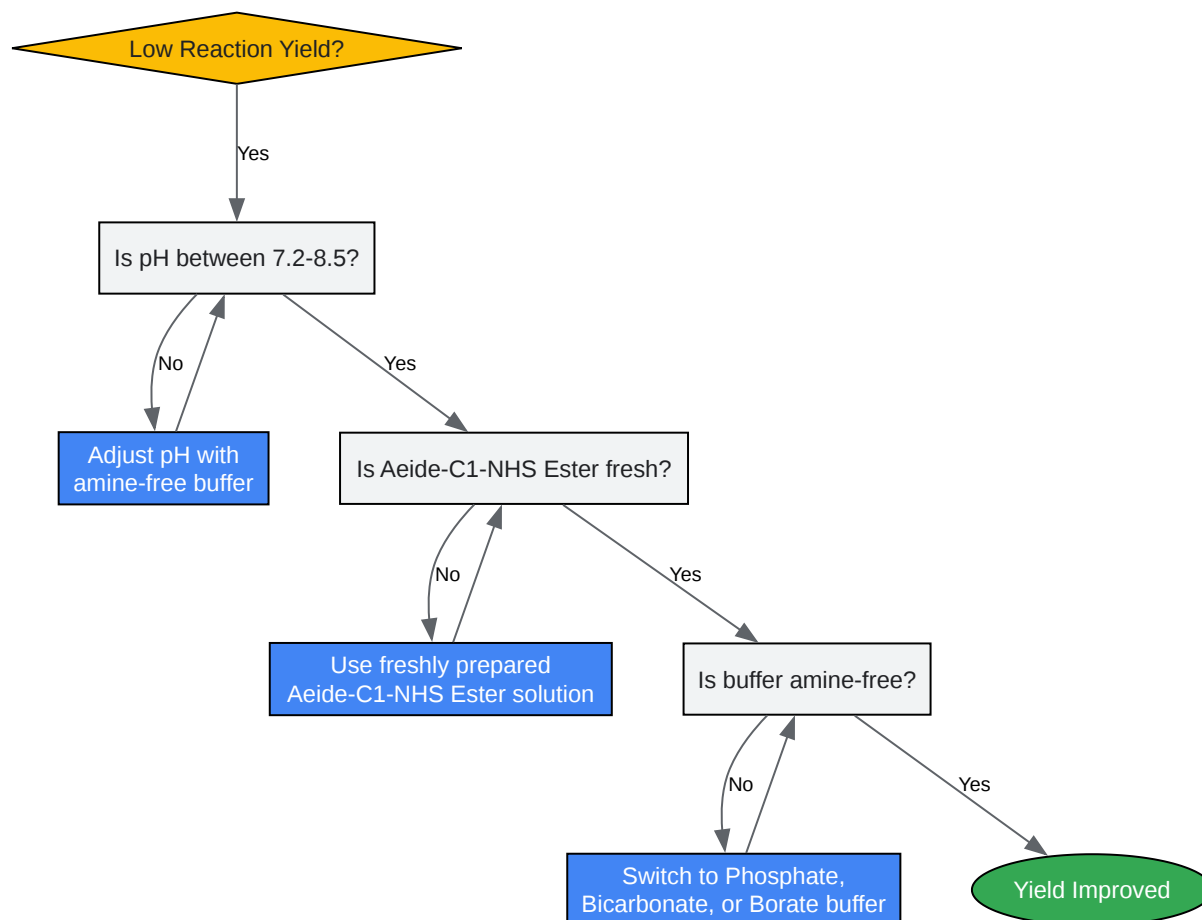 Low Reaction Yield?
Yes
Is pH between 7.2-8.5?
No
Yes
Adjust pH with
amine-free buffer
Is Aeide-C1-NHS Ester fresh?
No
Yes
Use freshly prepared
Aeide-C1-NHS Ester solution
Is buffer amine-free?
No
Yes
Switch to Phosphate,
Bicarbonate, or Borate buffer
Yield Improved